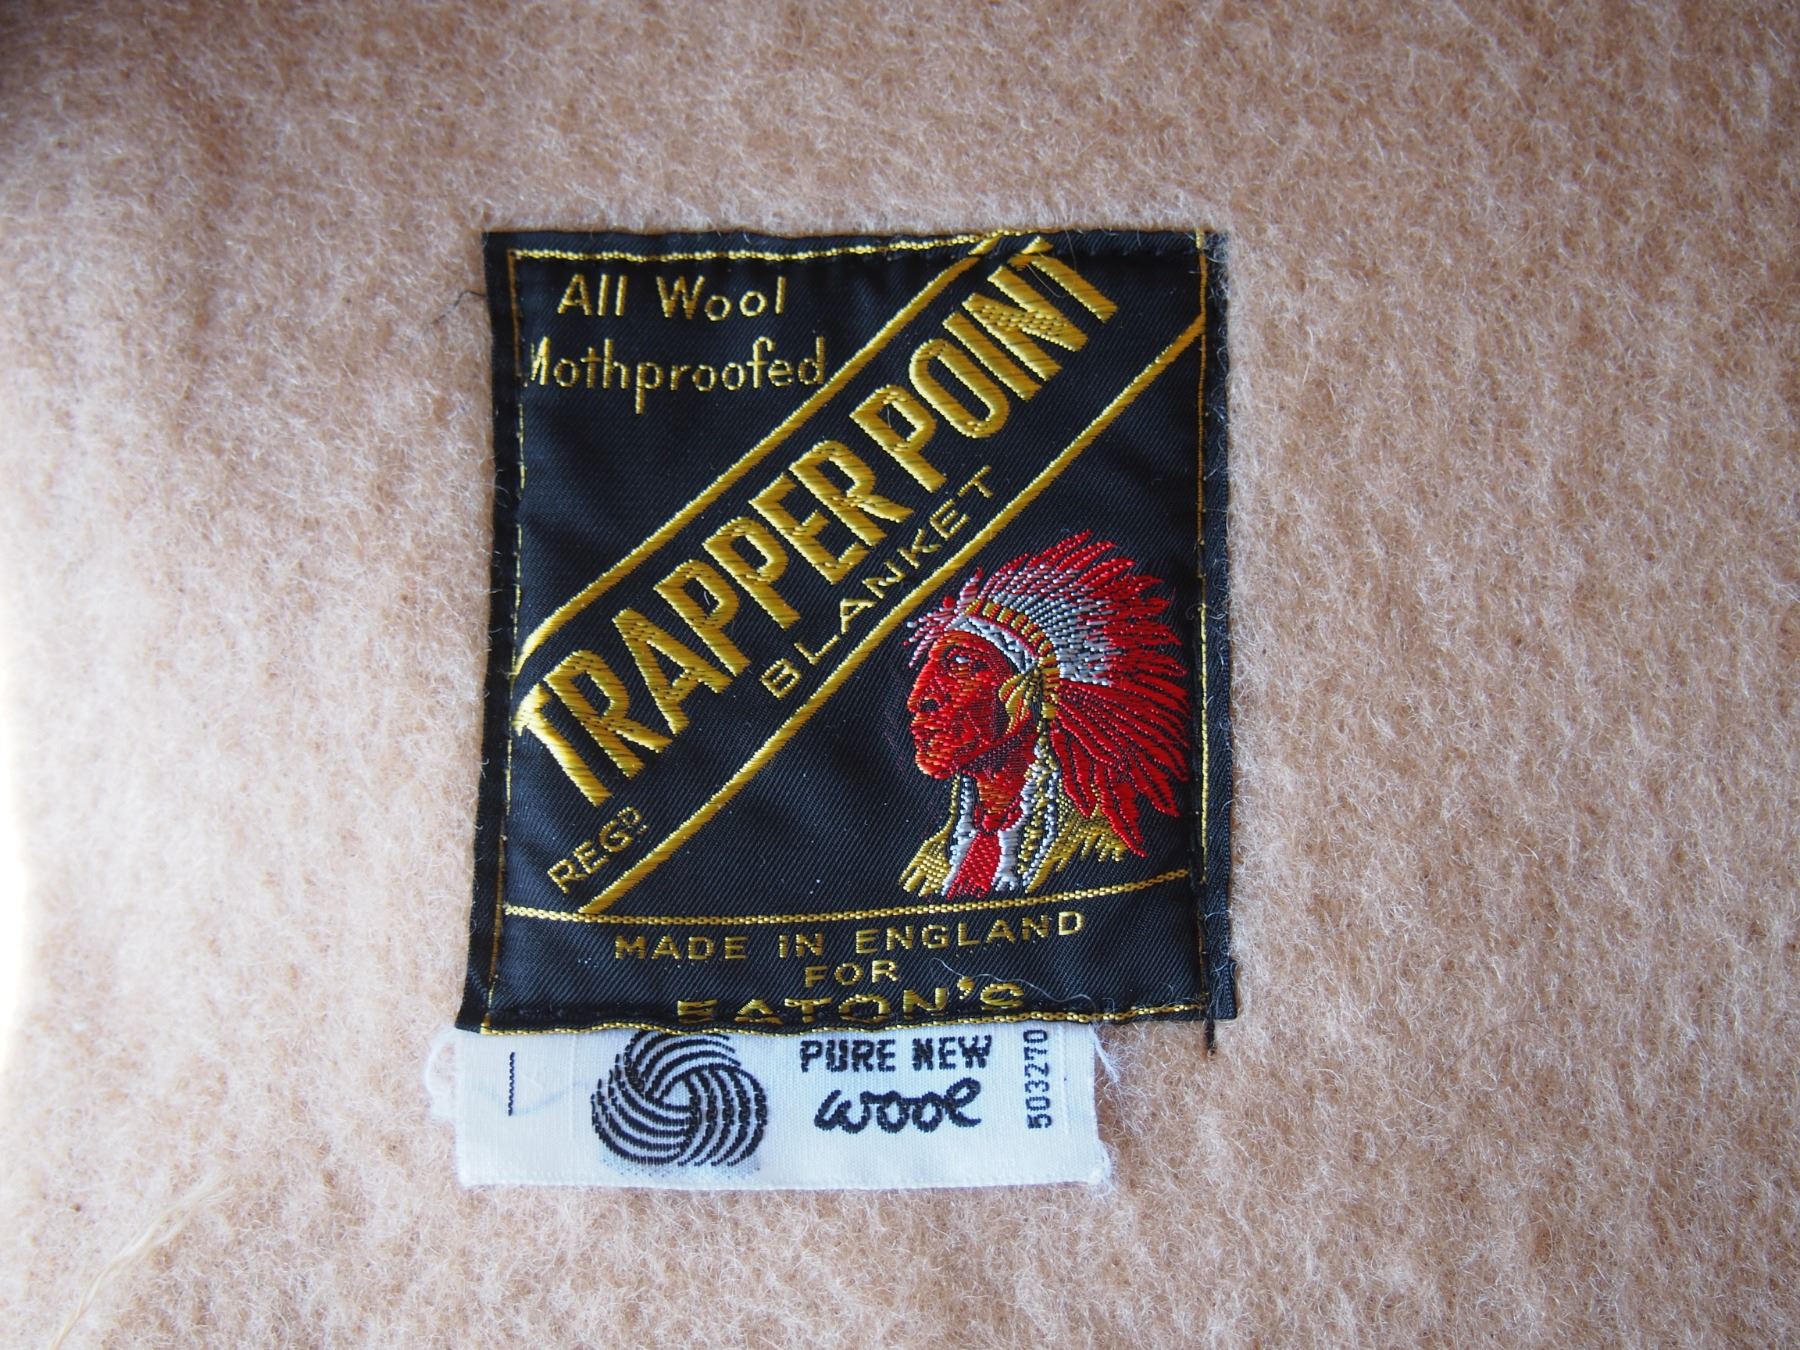 All Wool
Mothproofed
TRAPPER POINT
BLANKET
REGD
MADE IN ENGLAND
FOR
EATON'S
PURE NEW
wool
503270